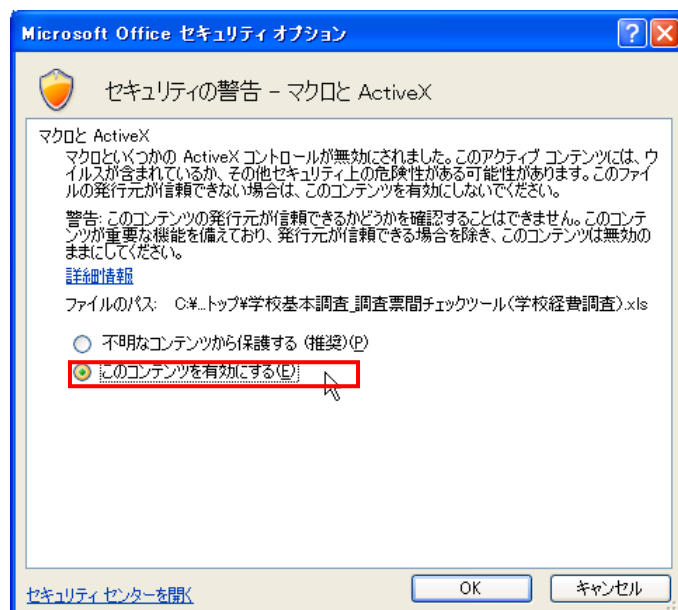 Microsoft Office セキュリティ オプション
セキュリティの警告 - マクロと ActiveX
マクロと ActiveX
マクロといくつかの ActiveX コントロールが無効にされました。このアクティブ コンテンツには、ウ
イルスが含まれているか、その他セキュリティ上の危険性がある可能性があります。このファイ
ルの発行元が信頼できない場合は、このコンテンツを有効にしないでください。
警告: このコンテンツの発行元が信頼できるかどうかを確認することはできません。このコンテ
ンツが重要な機能を備えており、発行元が信頼できる場合を除き、このコンテンツは無効の
ままにしてください。
詳細情報
ファイルのパス: C:¥...トップ¥学校基本調査_調査票間チェックツール(学校経費調査).xls
不明なコンテンツから保護する (推奨)(P)
このコンテンツを有効にする(E)
セキュリティ センターを開く
OK
キャンセル